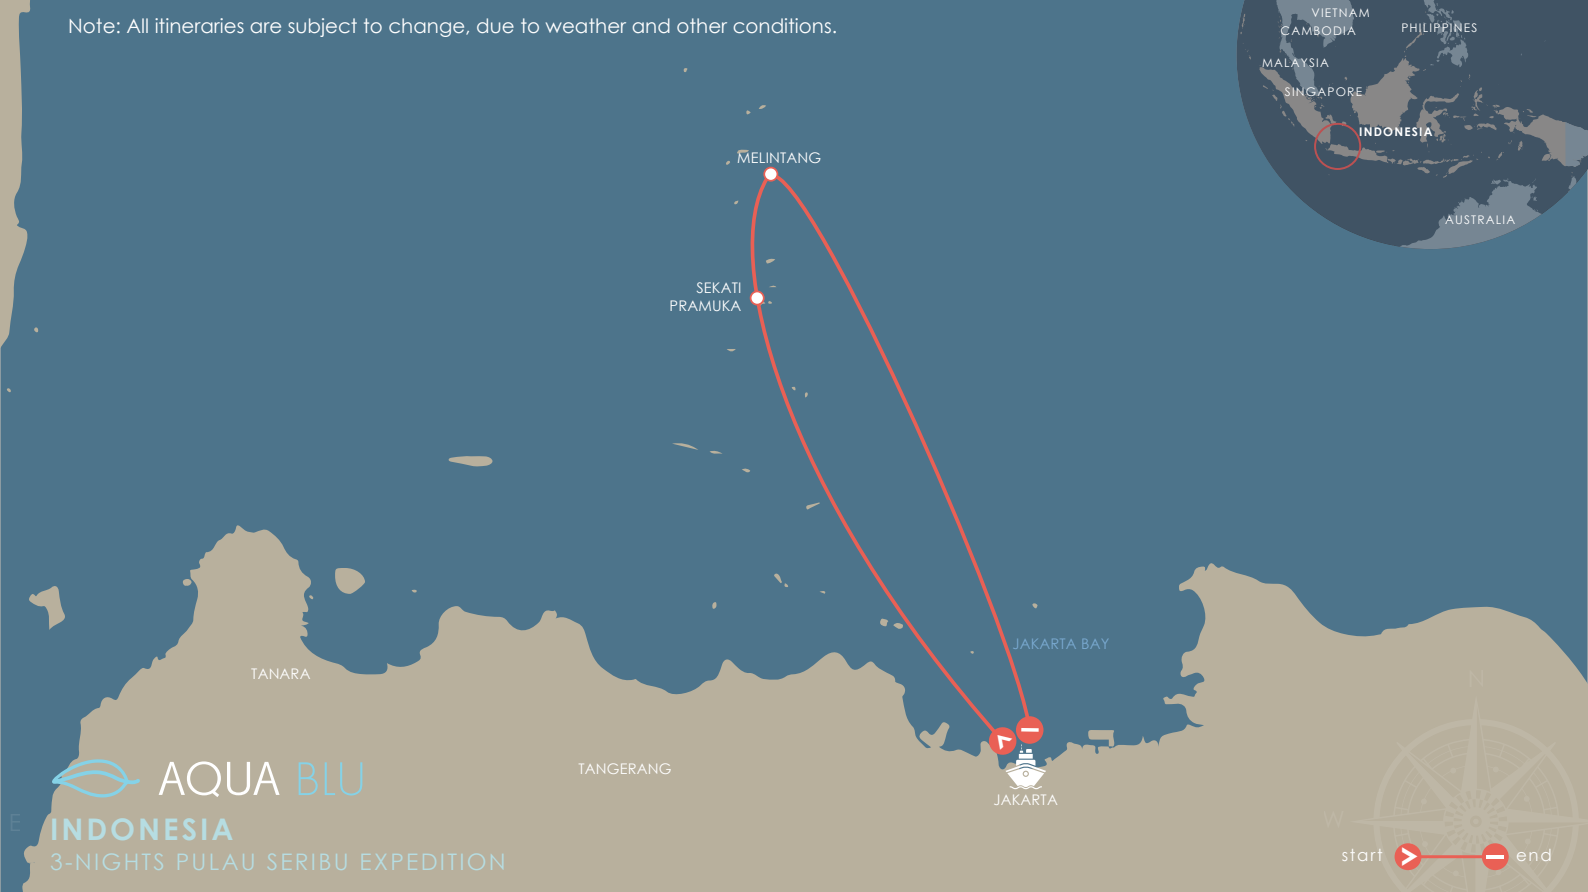 Note: All itineraries are subject to change, due to weather and other conditions.
VIETNAM
CAMBODIA
PHILIPPINES
MALAYSIA
SINGAPORE
INDONESIA
AUSTRALIA
MELINTANG
SEKATI
PRAMUKA
JAKARTA BAY
TANARA
TANGERANG
JAKARTA
N
W
E
AQUA BLU
INDONESIA
3-NIGHTS PULAU SERIBU EXPEDITION
start
end